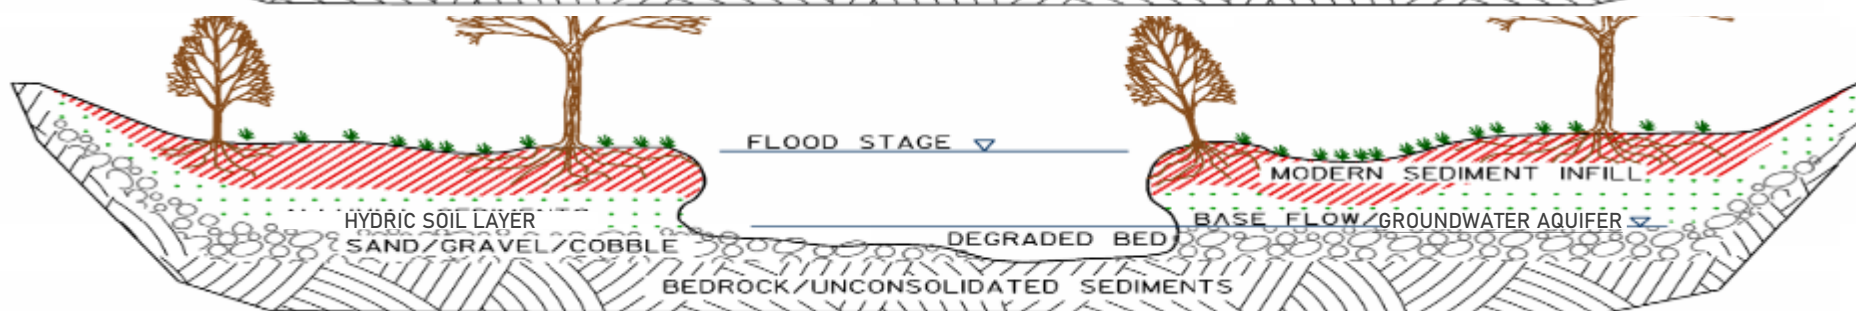 FLOOD STAGE
MODERN SEDIMENT INFILL
HYDRIC SOIL LAYER
BASE FLOW/GROUNDWATER AQUIFER
SAND/GRAVEL/COBBLE
DEGRADED BED
BEDROCK/UNCONSOLIDATED SEDIMENTS